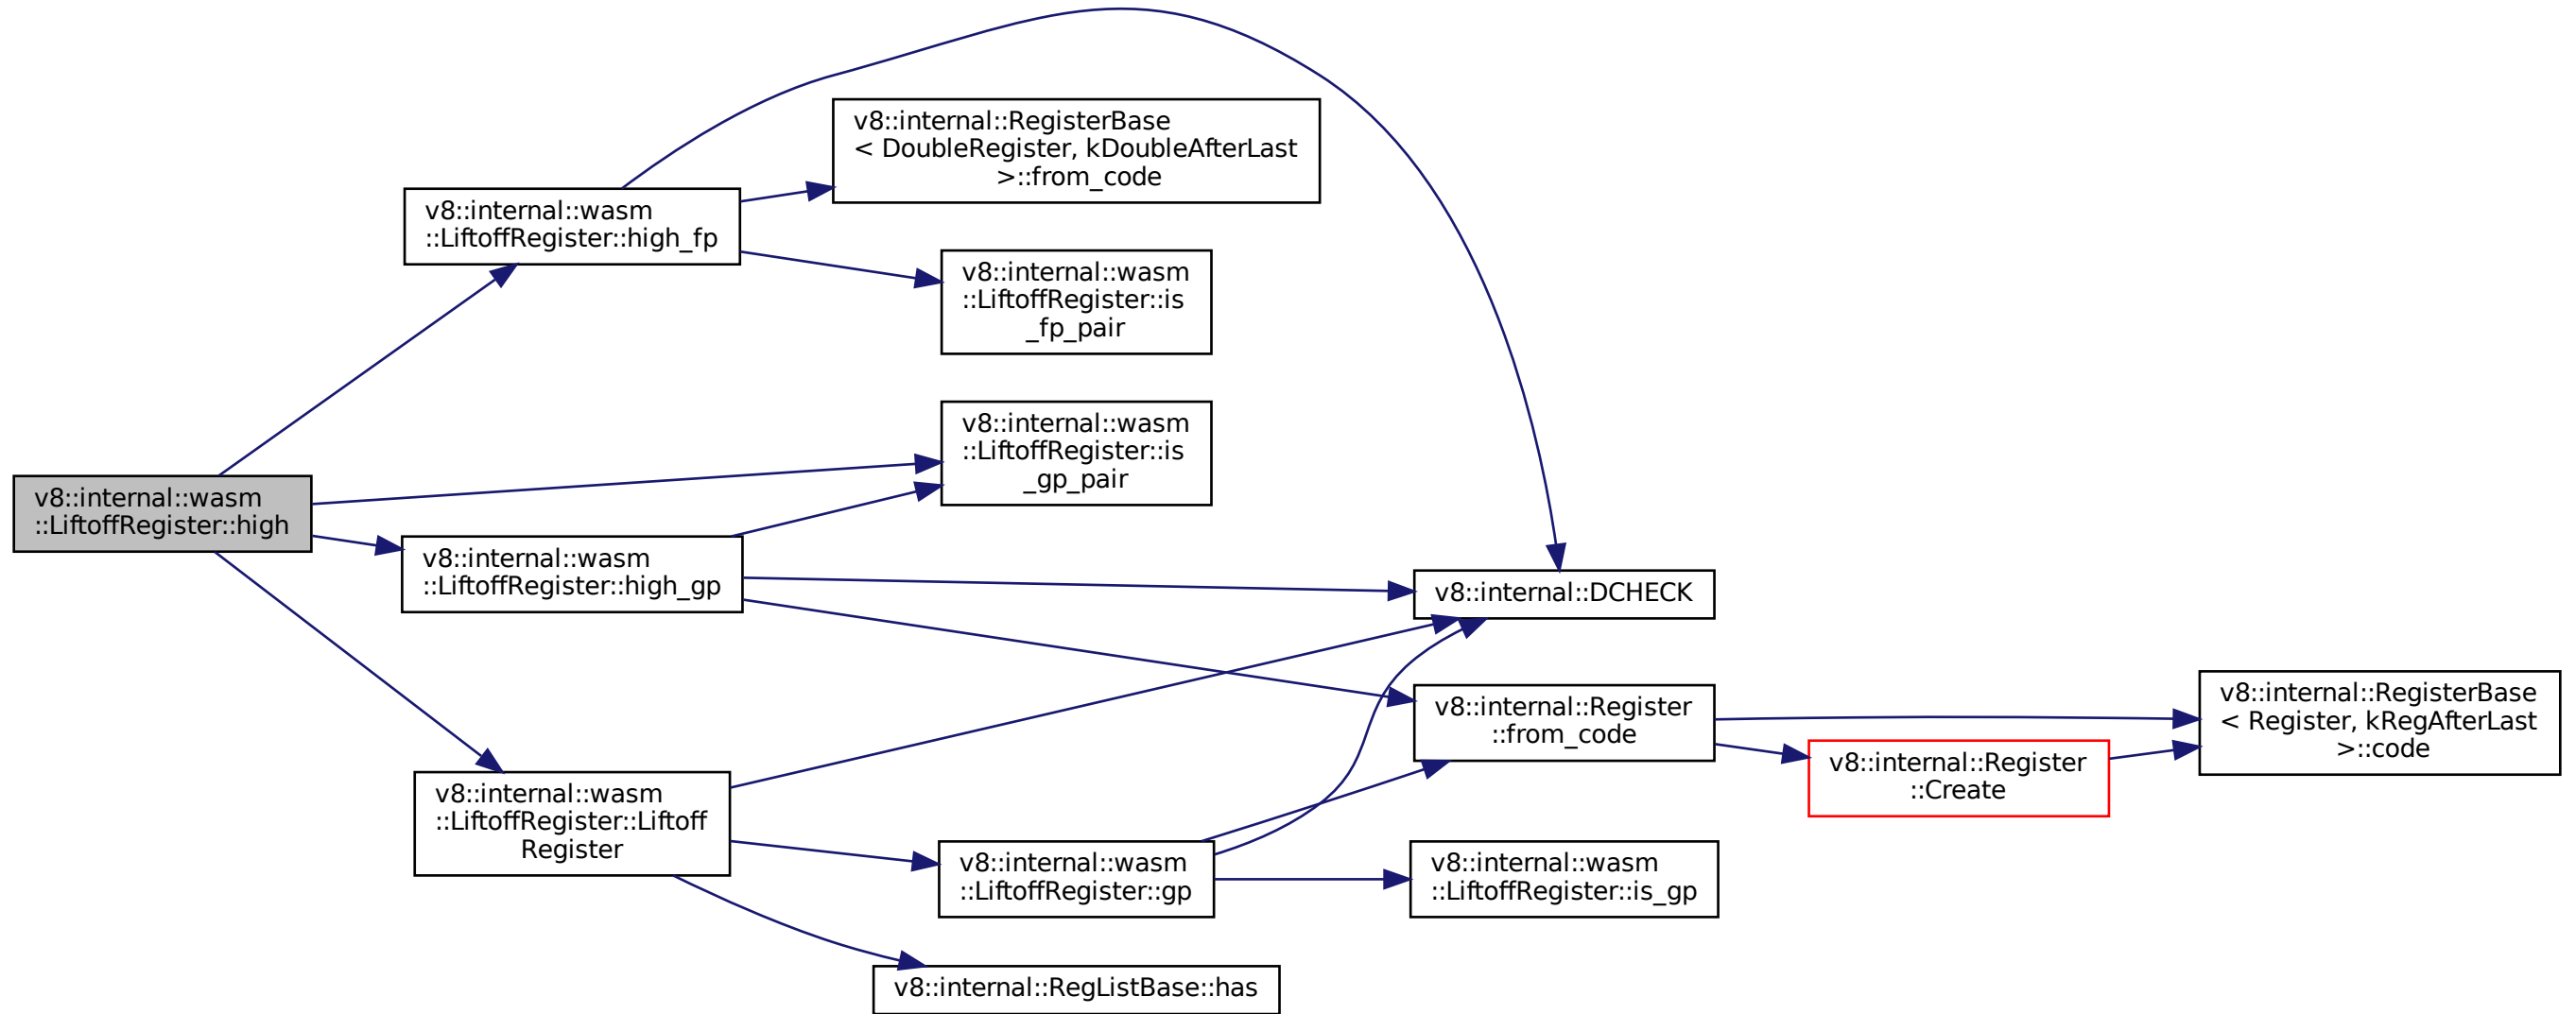 v8::internal::wasm
::LiftoffRegister::high
v8::internal::wasm
::LiftoffRegister::high_fp
v8::internal::RegisterBase
< DoubleRegister, kDoubleAfterLast
>::from_code
v8::internal::wasm
::LiftoffRegister::is
_fp_pair
v8::internal::wasm
::LiftoffRegister::is
_gp_pair
v8::internal::wasm
::LiftoffRegister::high_gp
v8::internal::DCHECK
v8::internal::Register
::from_code
v8::internal::RegisterBase
< Register, kRegAfterLast
>::code
v8::internal::Register
::Create
v8::internal::wasm
::LiftoffRegister::Liftoff
Register
v8::internal::wasm
::LiftoffRegister::gp
v8::internal::wasm
::LiftoffRegister::is_gp
v8::internal::RegListBase::has